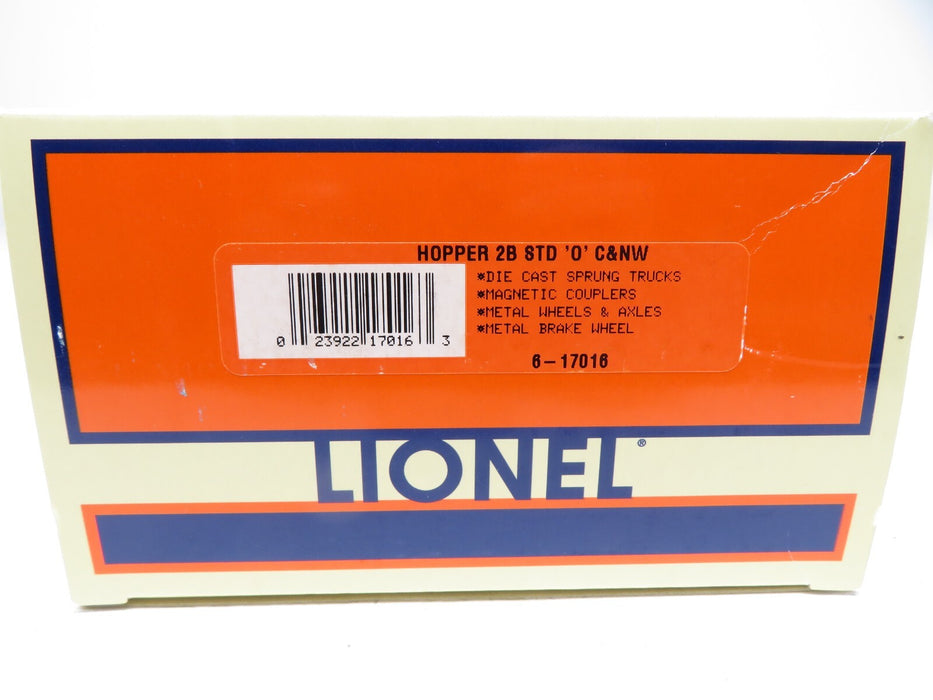 HOPPER 2B STD 'O' C&NW
*DIE CAST SPRUNG TRUCKS
*MAGNETIC COUPLERS
*METAL WHEELS & AXLES
*METAL BRAKE WHEEL
0 23922 17016 3
6-17016
LIONEL®